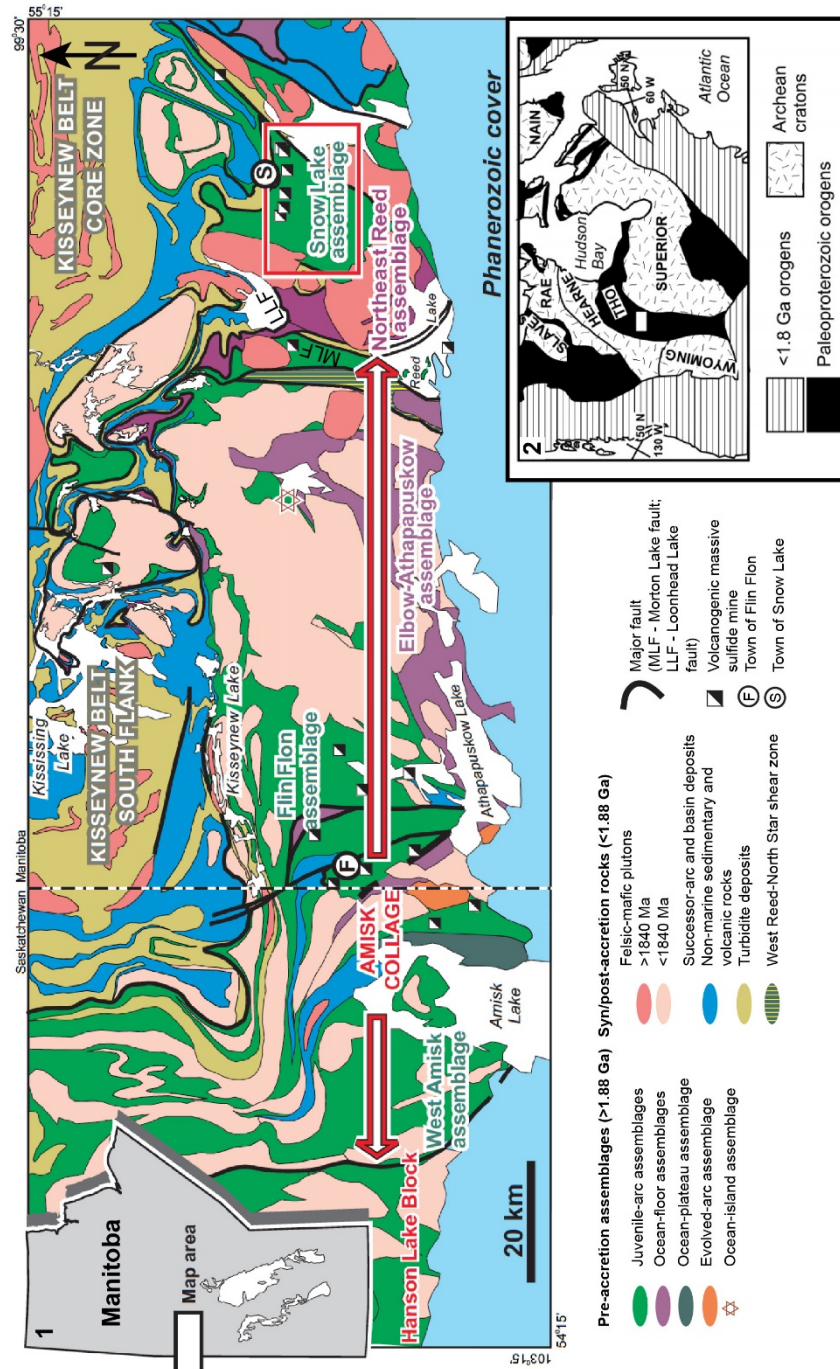 55°15'
99°30'
1
Manitoba
Map area
Saskatchewan
Manitoba
Kississing
Lake
KISSEYNEW BELT
SOUTH FLANK
KISSEYNEW BELT
CORE ZONE
N
Kisseynew Lake
Flin Flon
assemblage
F
AMISK
COLLAGE
Hanson Lake Block
West Amisk
assemblage
Amisk
Lake
Athapapuskow Lake
Elbow-Athapapuskow
assemblage
LLF
MLF
Reed
Lake
Northeast Reed
assemblage
S
Snow Lake
assemblage
Phanerozoic cover
20 km
54°15'
103°15'
Pre-accretion assemblages (>1.88 Ga)
Juvenile-arc assemblages
Ocean-floor assemblages
Ocean-plateau assemblage
Evolved-arc assemblage
Ocean-island assemblage
Syn/post-accretion rocks (<1.88 Ga)
Felsic-mafic plutons
>1840 Ma
<1840 Ma
Successor-arc and basin deposits
Non-marine sedimentary and
volcanic rocks
Turbidite deposits
West Reed-North Star shear zone
Major fault
(MLF - Morton Lake fault;
LLF - Loonhead Lake
fault)
Volcanogenic massive
sulfide mine
F Town of Flin Flon
S Town of Snow Lake
2
SLAVE
RAE
HEARNE
Hudson
Bay
NAIN
THO
SUPERIOR
WYOMING
50 N
130 W
50 N
60 W
Atlantic
Ocean
<1.8 Ga orogens
Paleoproterozoic orogens
Archean
cratons